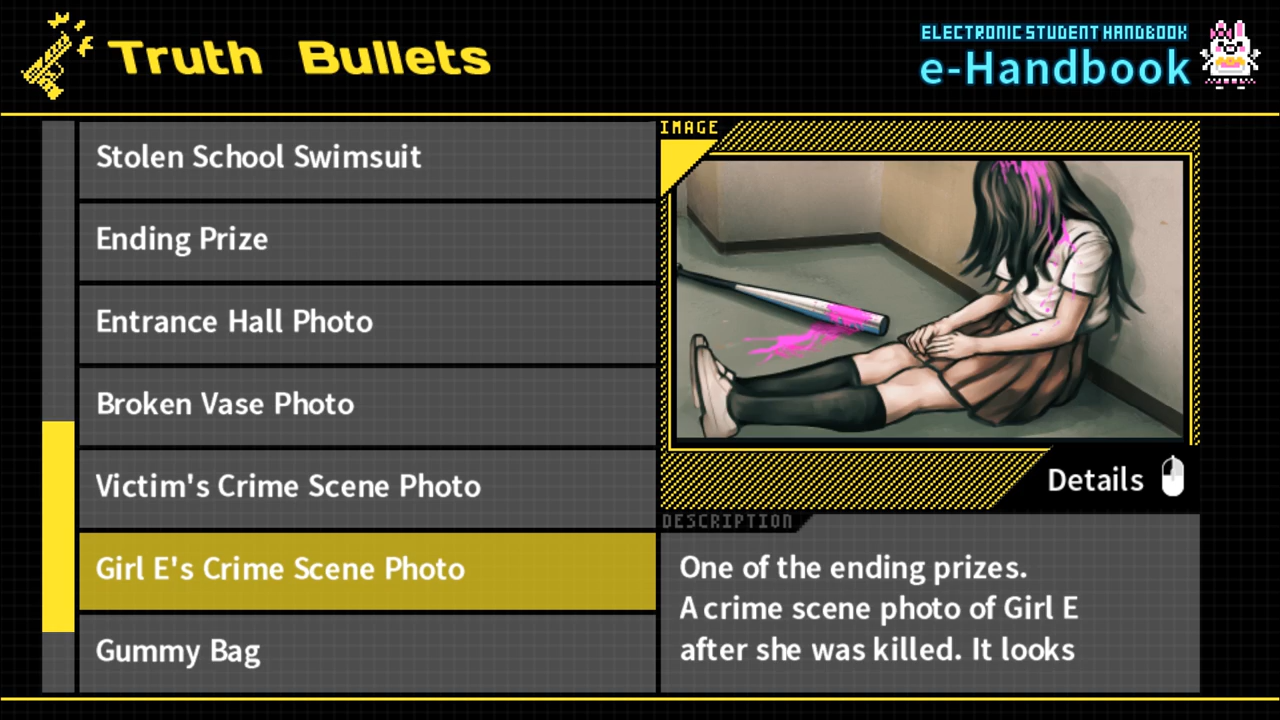 Truth Bullets
ELECTRONIC STUDENT HANDBOOK
e-Handbook
Stolen School Swimsuit
Ending Prize
Entrance Hall Photo
Broken Vase Photo
Victim's Crime Scene Photo
Girl E's Crime Scene Photo
Gummy Bag
IMAGE
Details
DESCRIPTION
One of the ending prizes.
A crime scene photo of Girl E
after she was killed. It looks